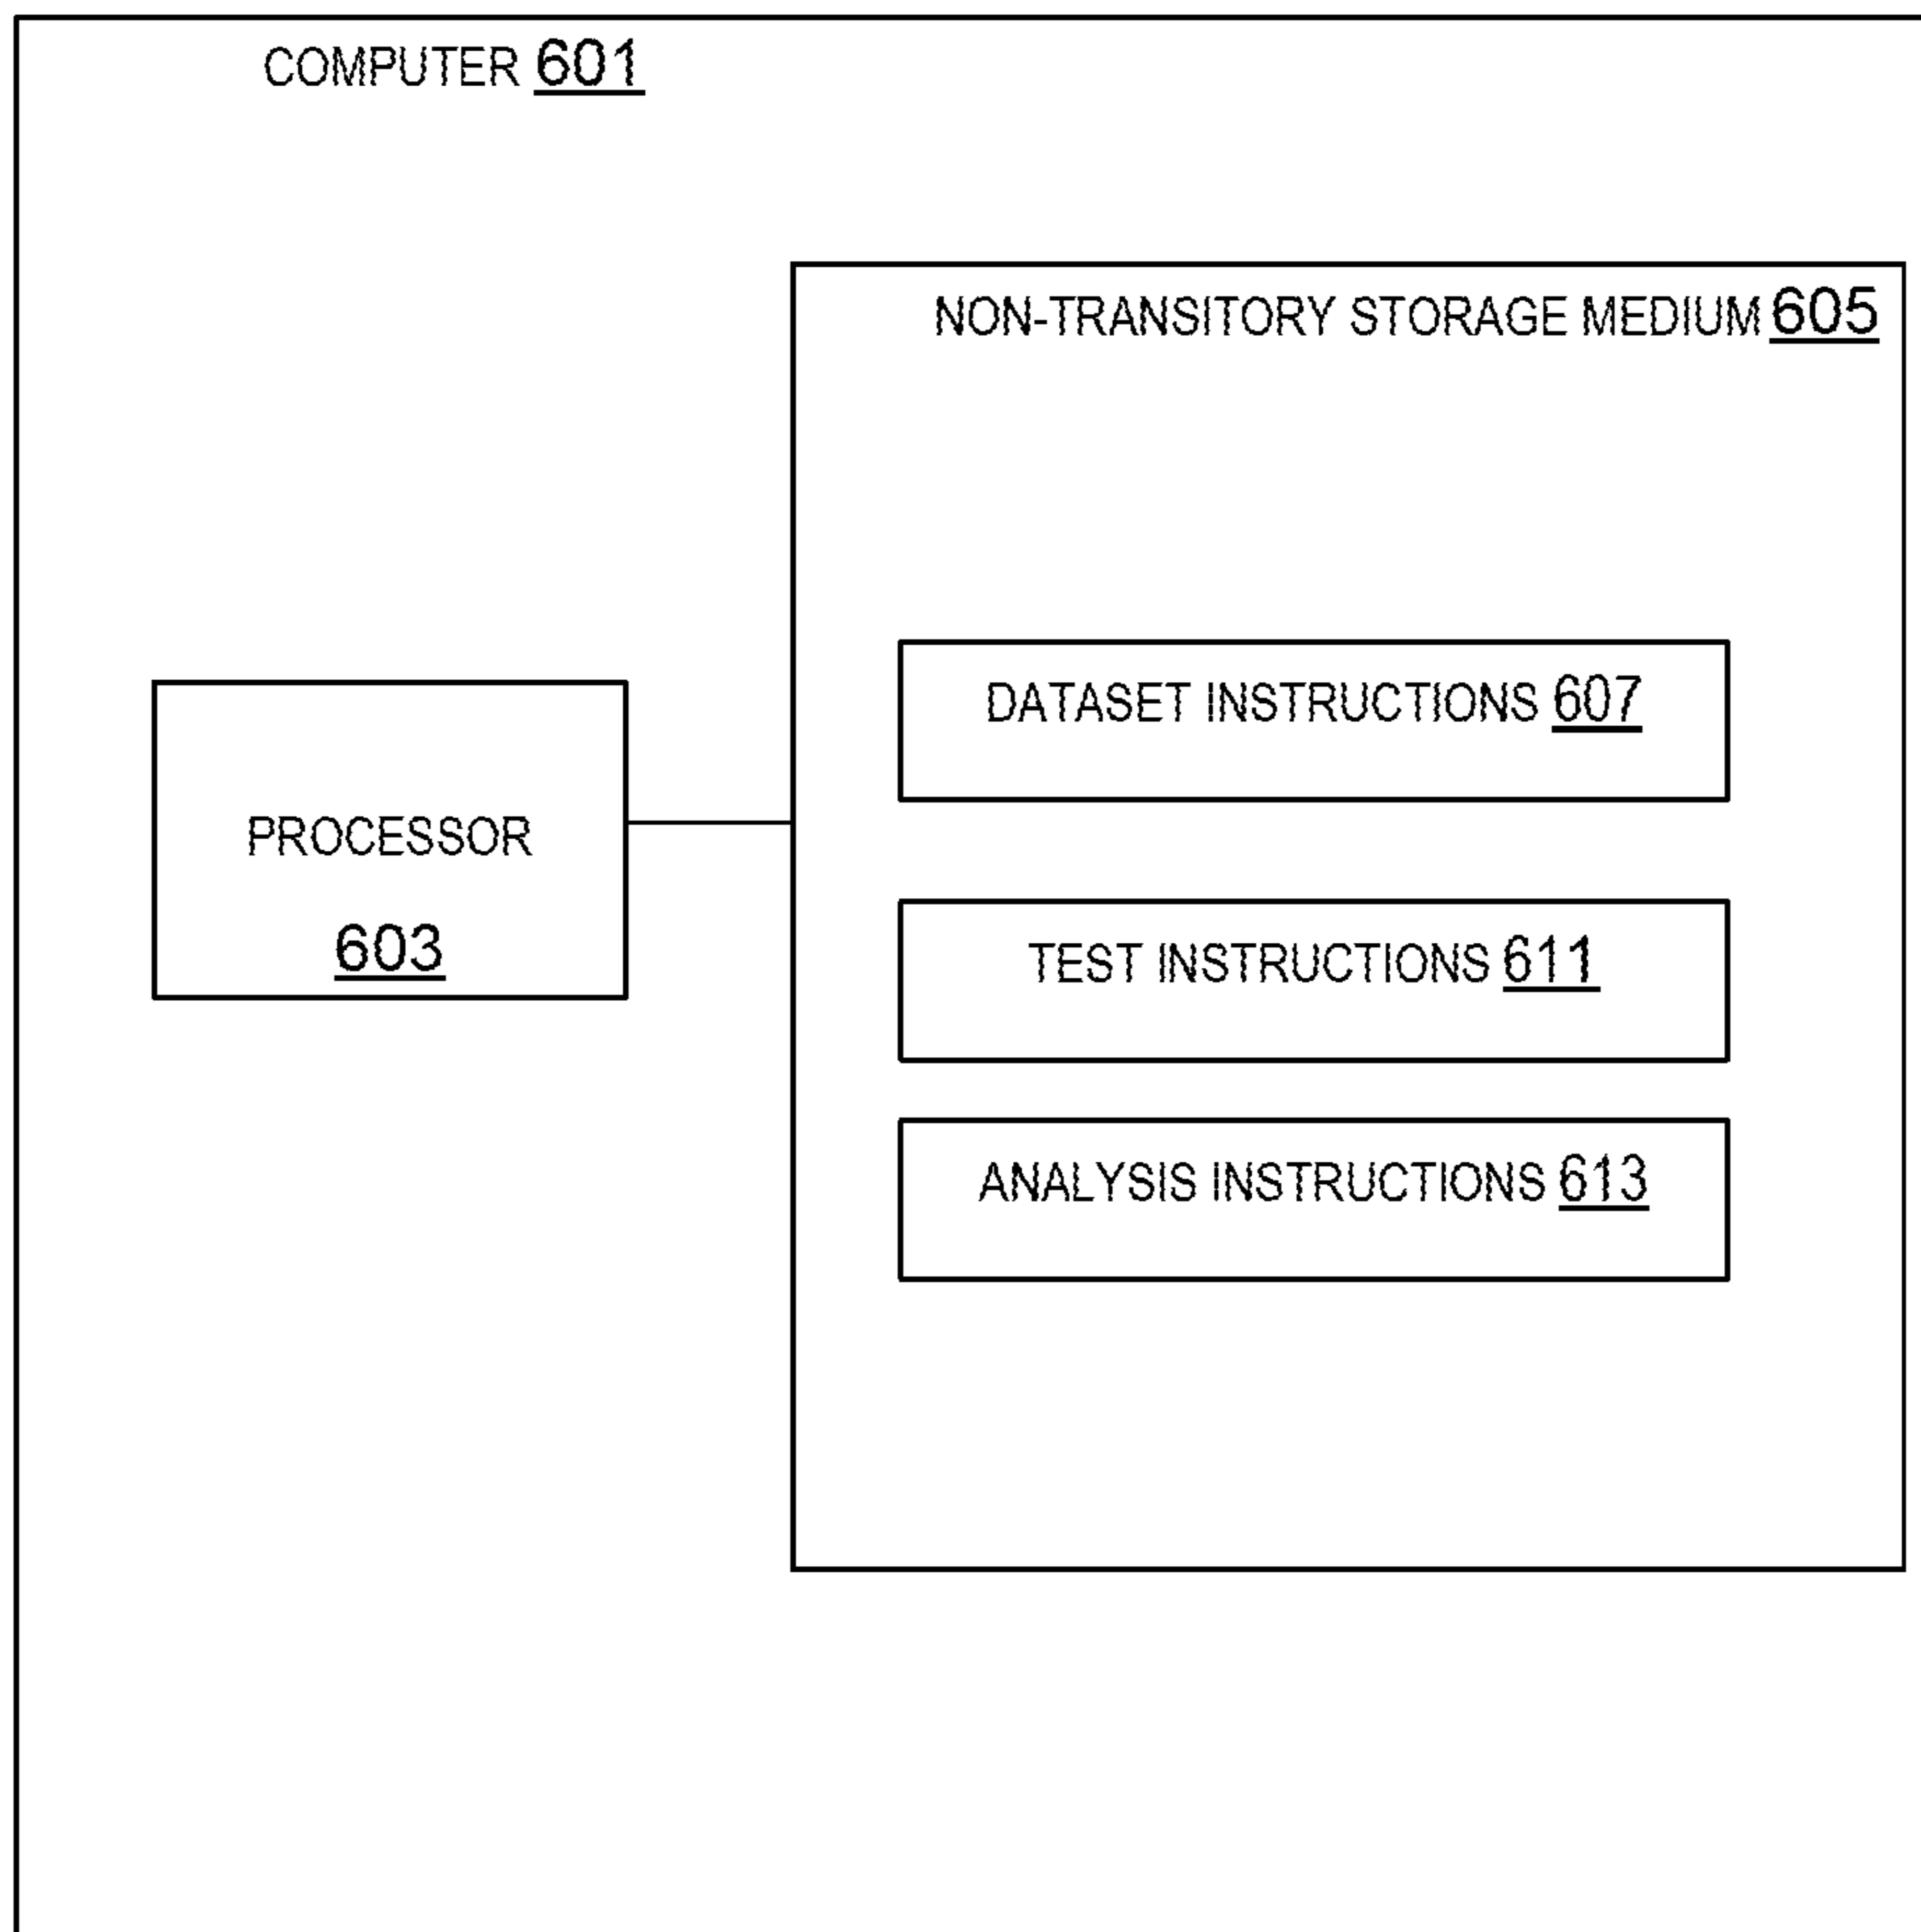 COMPUTER 601
NON-TRANSITORY STORAGE MEDIUM 605
DATASET INSTRUCTIONS 607
PROCESSOR
603
TEST INSTRUCTIONS 611
ANALYSIS INSTRUCTIONS 613